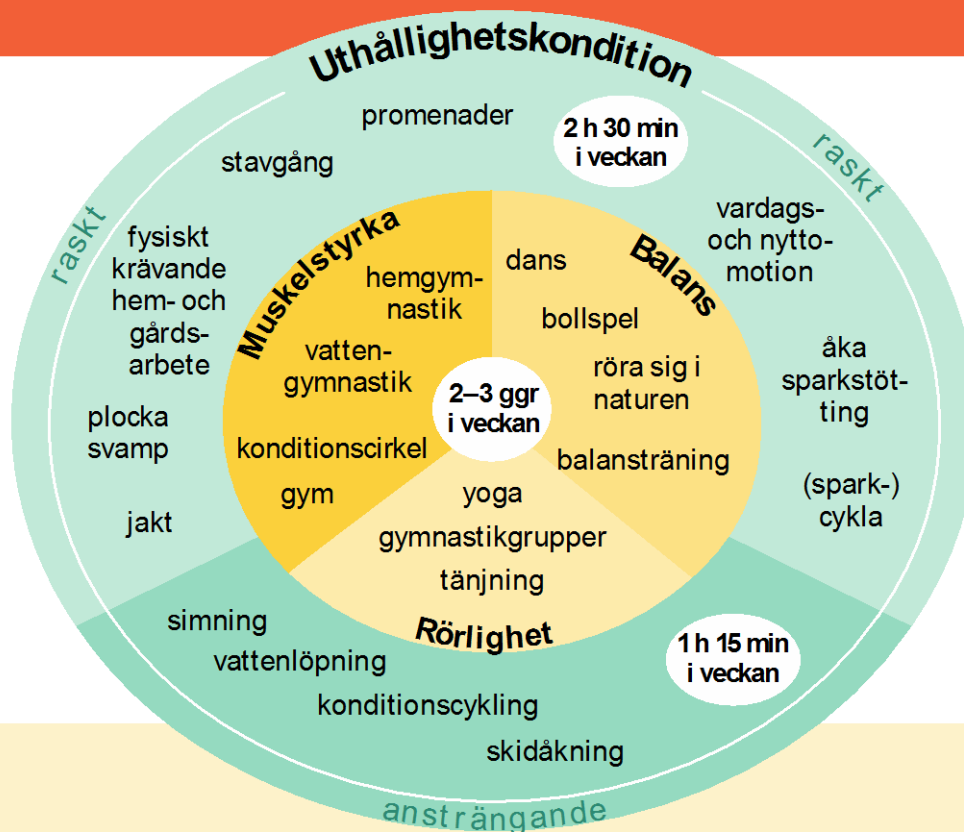 Uthållighetskondition
raskt
raskt
promenader
stavgång
2 h 30 min
i veckan
fysiskt
krävande
hem- och
gårds-
arbete
plocka
svamp
jakt
vardags-
och nytto-
motion
åka
sparkstöt-
ting
(spark-)
cykla
Muskelstyrka
hemgym-
nastik
vatten-
gymnastik
konditionscirkel
gym
Balans
dans
bollspel
röra sig i
naturen
balansträning
2–3 ggr
i veckan
yoga
gymnastikgrupper
tänjning
Rörlighet
simning
vattenlöpning
konditionscykling
skidåkning
1 h 15 min
i veckan
ansträngande